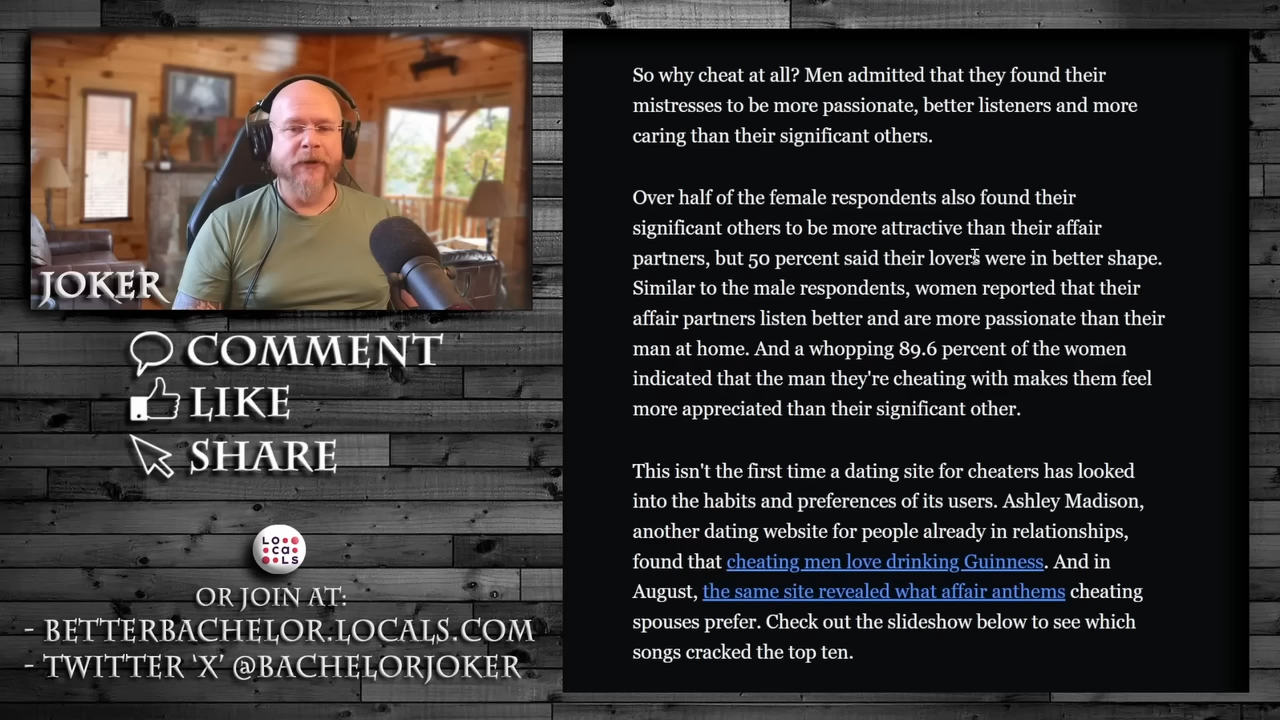 JOKER
COMMENT
LIKE
SHARE
LOCALS
OR JOIN AT:
- BETTERBACHELOR.LOCALS.COM
- TWITTER 'X' @BACHELORJOKER
So why cheat at all? Men admitted that they found their
mistresses to be more passionate, better listeners and more
caring than their significant others.
Over half of the female respondents also found their
significant others to be more attractive than their affair
partners, but 50 percent said their lovers were in better shape.
Similar to the male respondents, women reported that their
affair partners listen better and are more passionate than their
man at home. And a whopping 89.6 percent of the women
indicated that the man they're cheating with makes them feel
more appreciated than their significant other.
This isn't the first time a dating site for cheaters has looked
into the habits and preferences of its users. Ashley Madison,
another dating website for people already in relationships,
found that cheating men love drinking Guinness. And in
August, the same site revealed what affair anthems cheating
spouses prefer. Check out the slideshow below to see which
songs cracked the top ten.